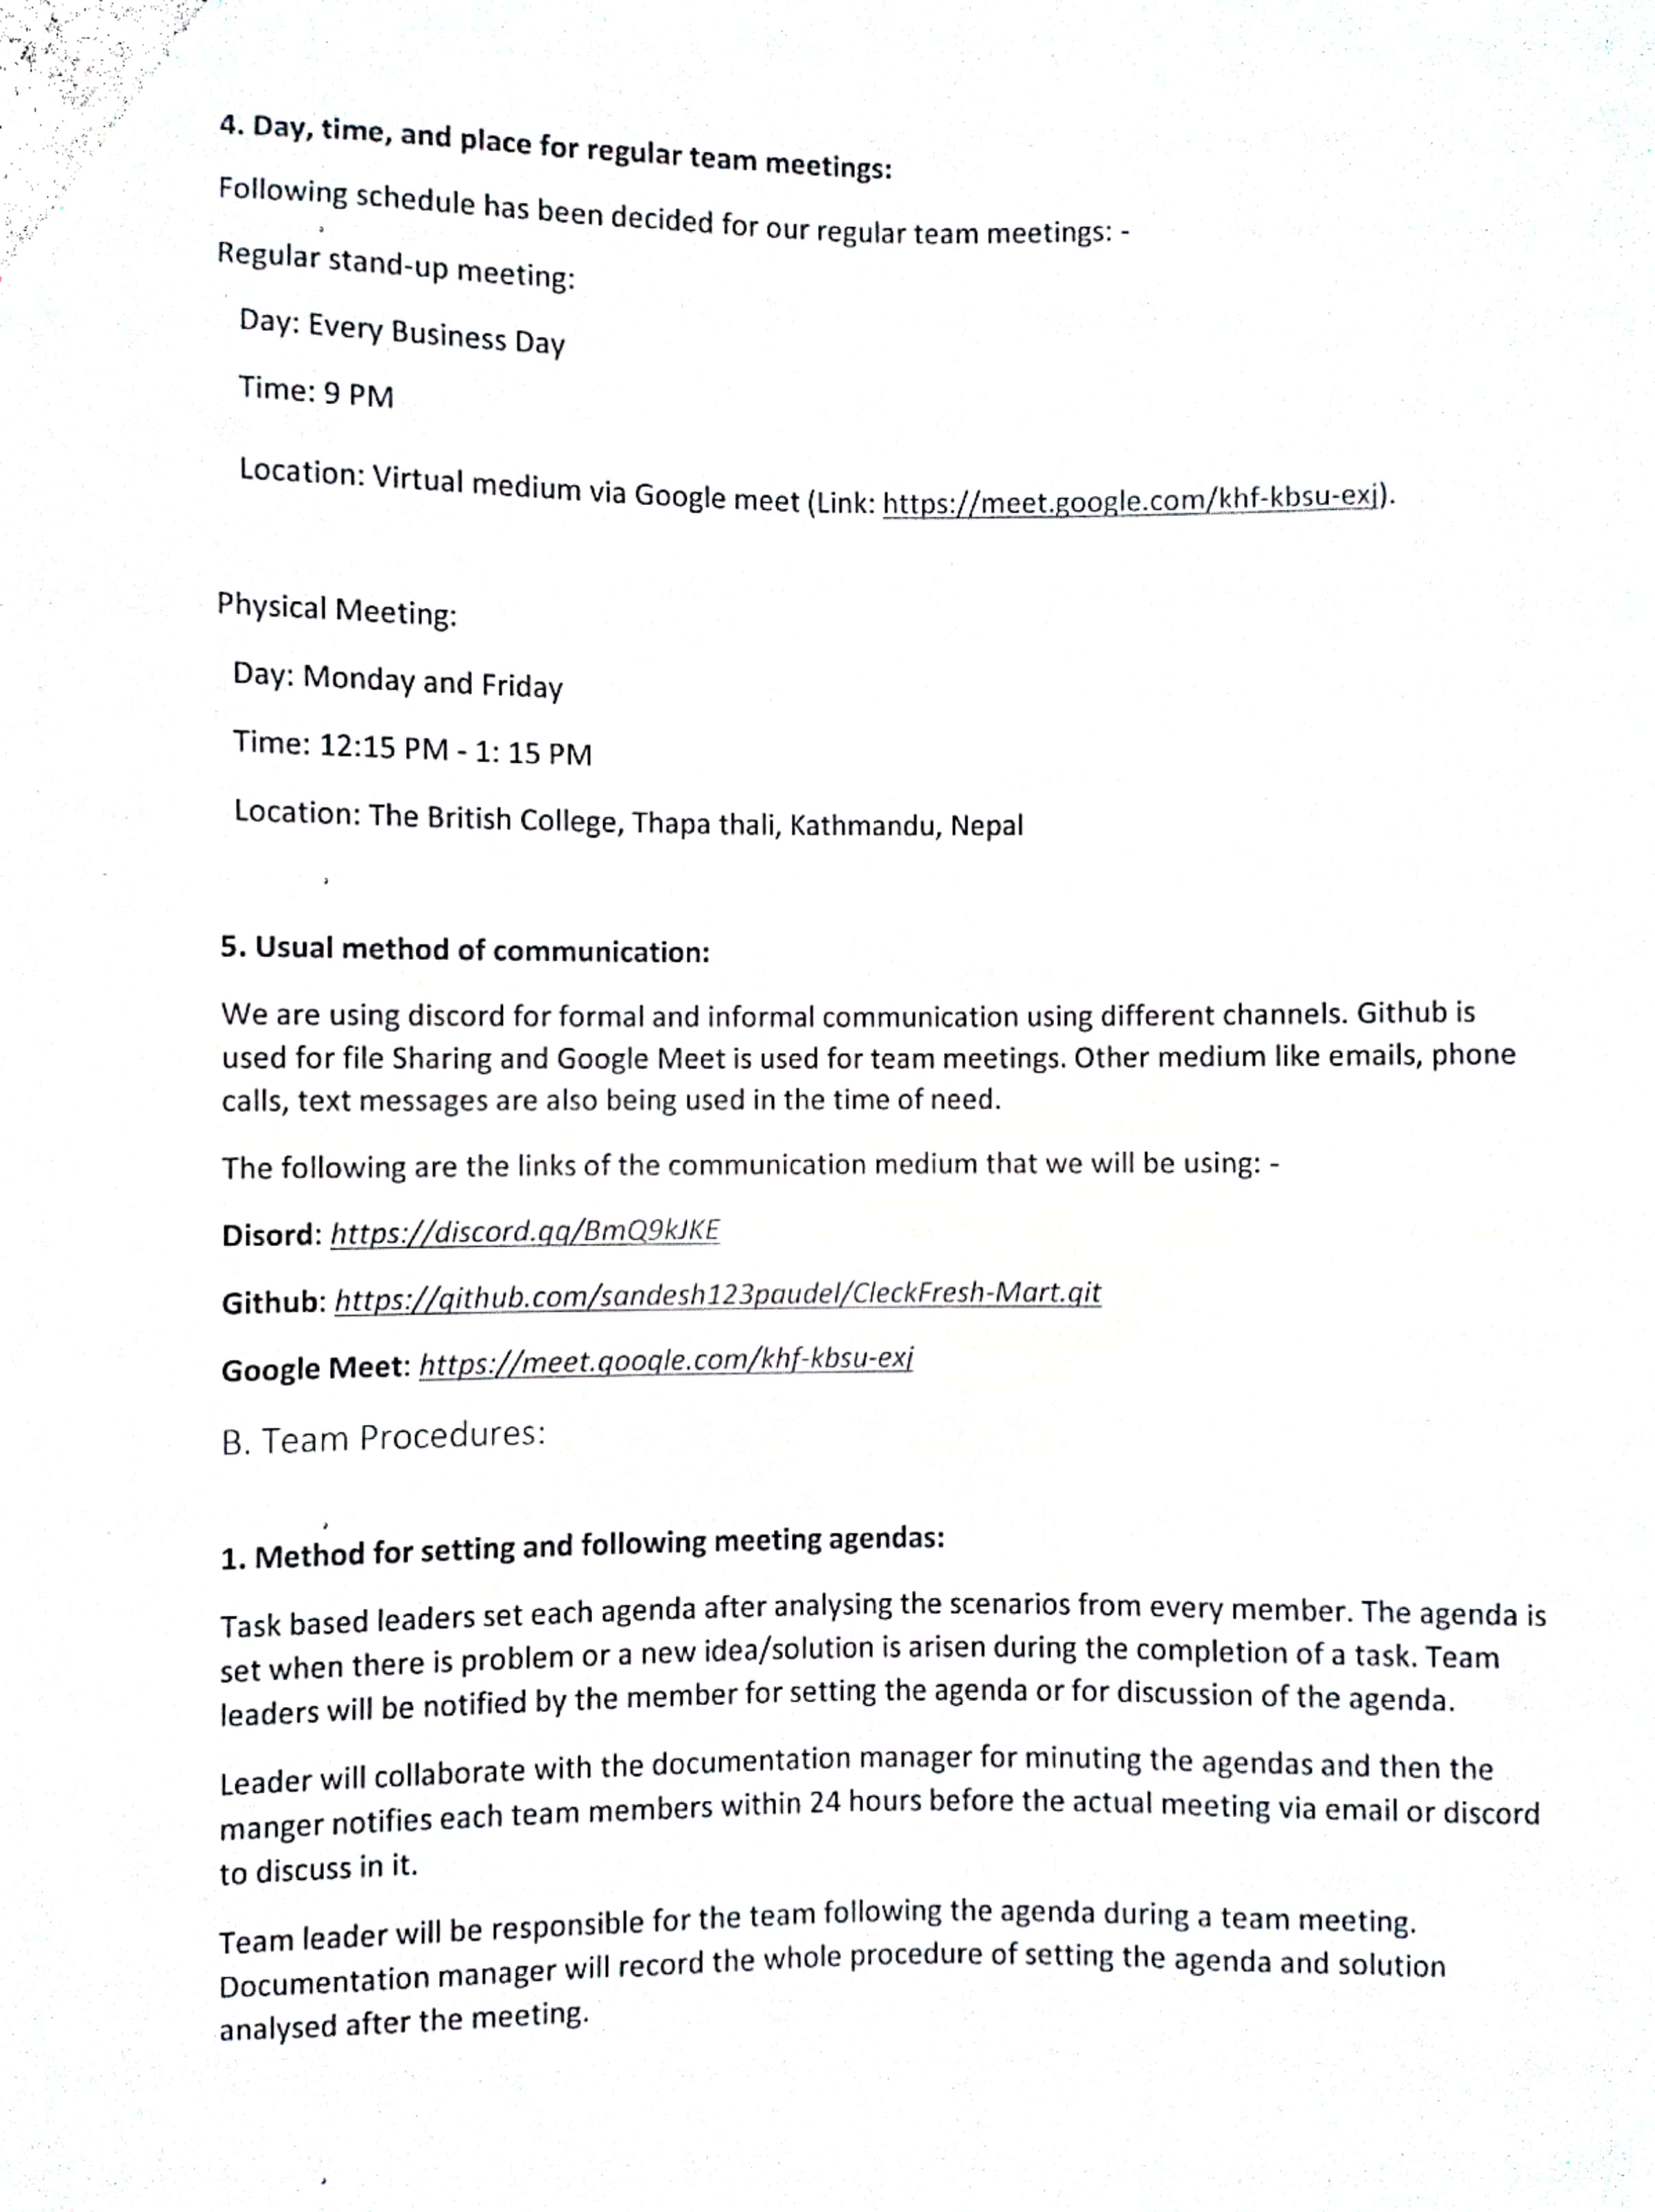 4. Day, time, and place for regular team meetings:
Following schedule has been decided for our regular team meetings: -
Regular stand-up meeting:
Day: Every Business Day
Time: 9 PM
Location: Virtual medium via Google meet (Link: https://meet.google.com/khf-kbsu-exj).
Physical Meeting:
Day: Monday and Friday
Time: 12:15 PM - 1: 15 PM
Location: The British College, Thapa thali, Kathmandu, Nepal
5. Usual method of communication:
We are using discord for formal and informal communication using different channels. Github is
used for file Sharing and Google Meet is used for team meetings. Other medium like emails, phone
calls, text messages are also being used in the time of need.
The following are the links of the communication medium that we will be using: -
Disord: https://discord.gg/BmQ9kJKE
Github: https://github.com/sandesh123paudel/CleckFresh-Mart.git
Google Meet: https://meet.google.com/khf-kbsu-exj
B. Team Procedures:
1. Method for setting and following meeting agendas:
Task based leaders set each agenda after analysing the scenarios from every member. The agenda is
set when there is problem or a new idea/solution is arisen during the completion of a task. Team
leaders will be notified by the member for setting the agenda or for discussion of the agenda.
Leader will collaborate with the documentation manager for minuting the agendas and then the
manger notifies each team members within 24 hours before the actual meeting via email or discord
to discuss in it.
Team leader will be responsible for the team following the agenda during a team meeting.
Documentation manager will record the whole procedure of setting the agenda and solution
analysed after the meeting.